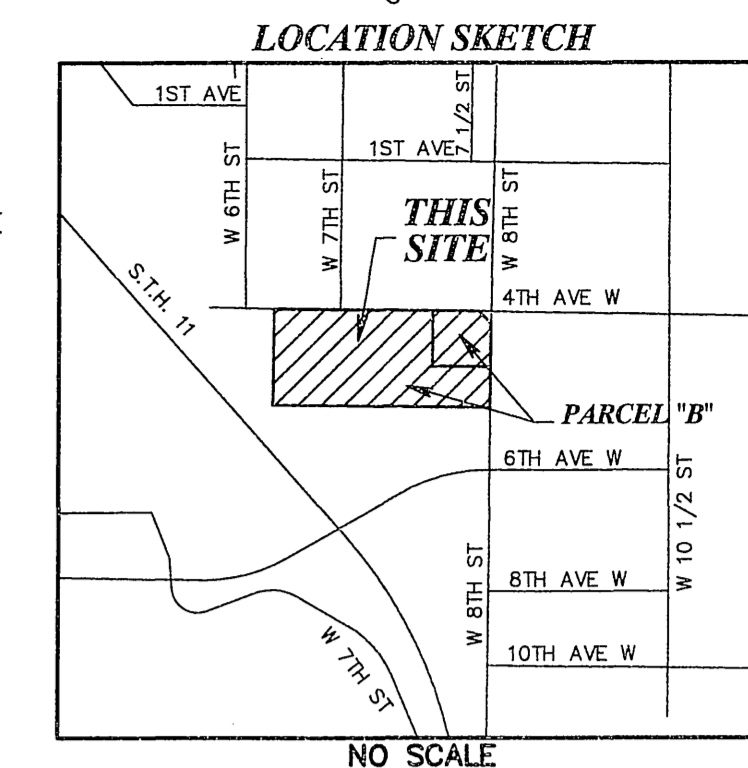 LOCATION SKETCH
1ST AVE
7 1/2 ST
1ST AVE
W 6TH ST
W 7TH ST
W 8TH ST
THIS
SITE
S.T.H. 11
4TH AVE W
PARCEL "B"
6TH AVE W
W 10 1/2 ST
W 8TH ST
8TH AVE W
W 7TH ST
10TH AVE W
NO SCALE